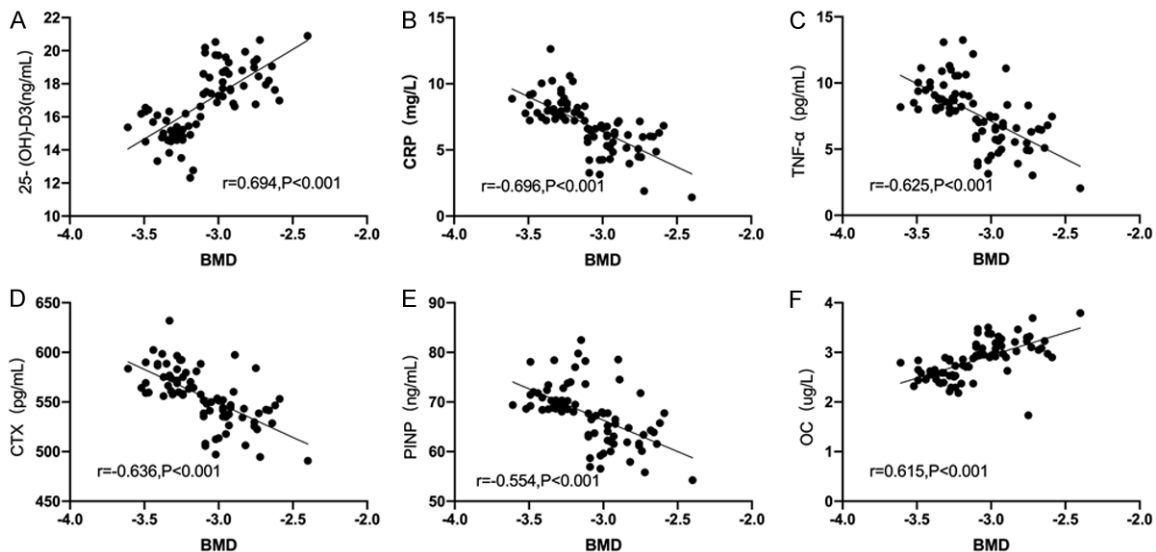 A
25- (OH)-D3(ng/mL)
22
20
18
16
14
12
10
r=0.694,P<0.001
-4.0 -3.5 -3.0 -2.5 -2.0
BMD
B
CRP (mg/L)
15
10
5
0
r=-0.696,P<0.001
-4.0 -3.5 -3.0 -2.5 -2.0
BMD
C
TNF-α (pg/mL)
15
10
5
0
r=-0.625,P<0.001
-4.0 -3.5 -3.0 -2.5 -2.0
BMD
D
CTX (pg/mL)
650
600
550
500
450
r=-0.636,P<0.001
-4.0 -3.5 -3.0 -2.5 -2.0
BMD
E
PINP (ng/mL)
90
80
70
60
50
r=-0.554,P<0.001
-4.0 -3.5 -3.0 -2.5 -2.0
BMD
F
OC (ug/L)
4
3
2
1
0
r=0.615,P<0.001
-4.0 -3.5 -3.0 -2.5 -2.0
BMD